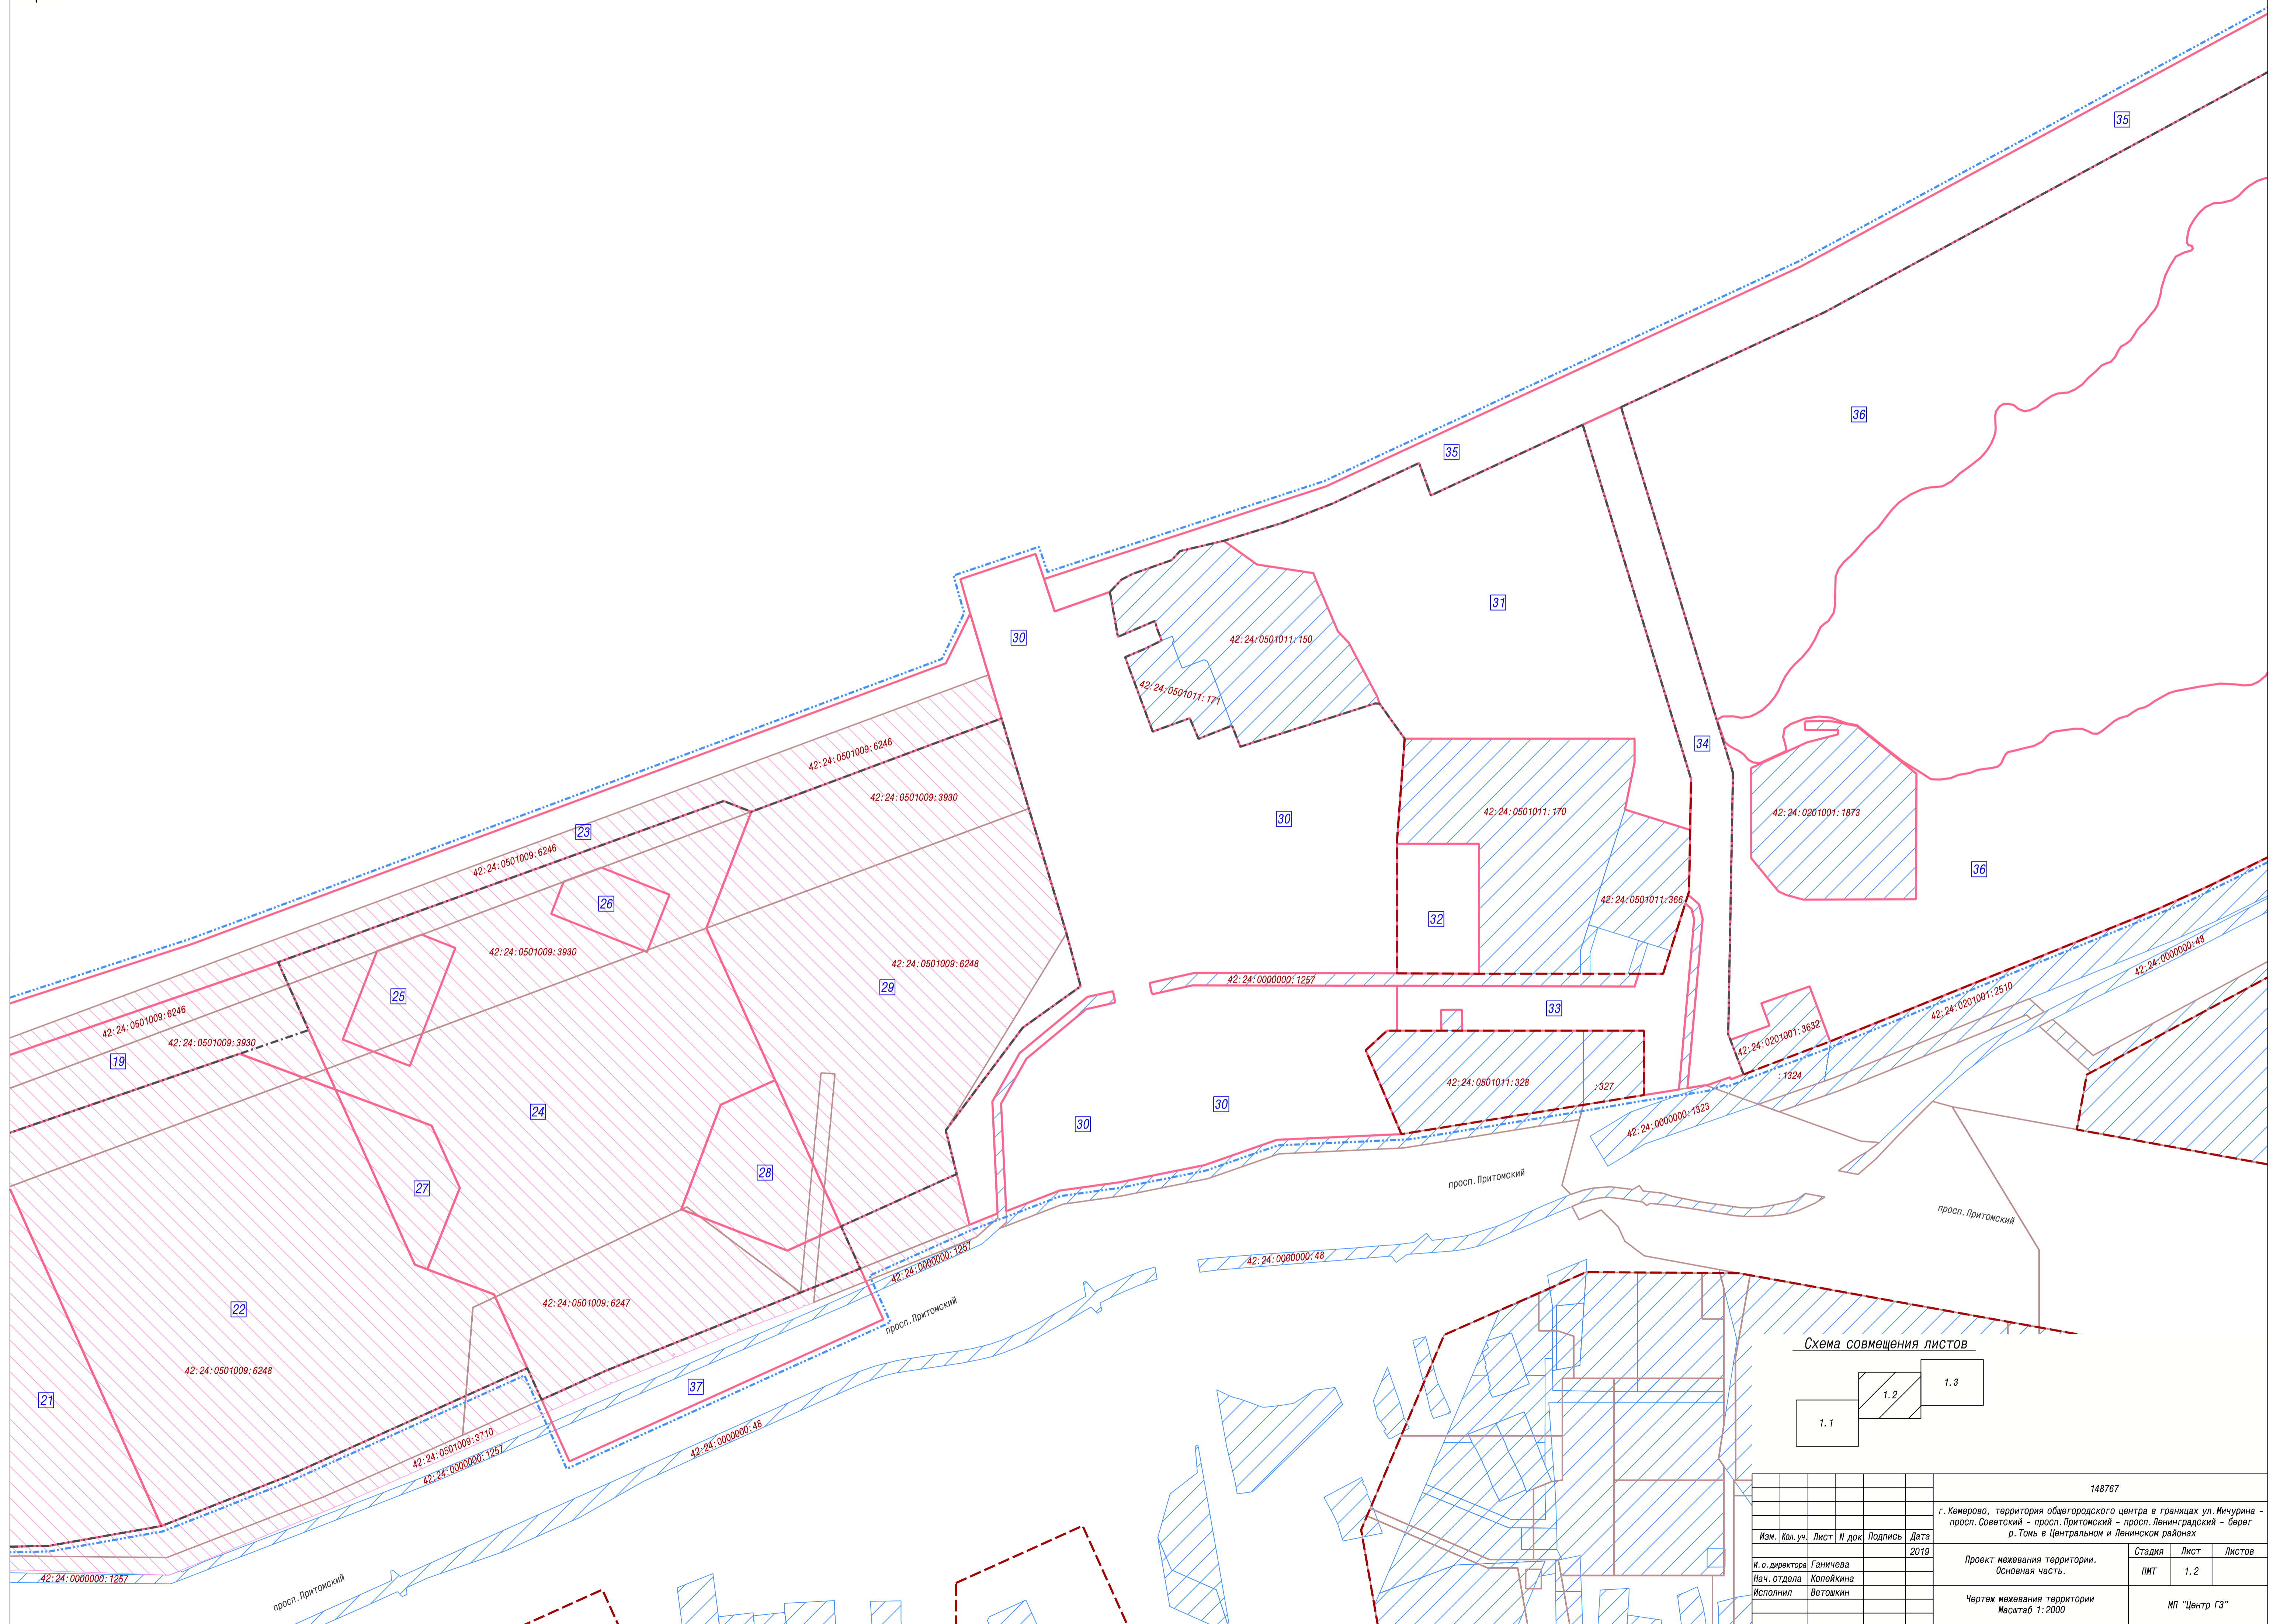 35
36
35
31
30
42:24:0501011:150
42:24:0501011:171
34
42:24:0501009:6246
42:24:0501009:3930
30
42:24:0501011:170
42:24:0201001:1873
23
42:24:0501009:6246
36
26
42:24:0501011:366
32
42:24:0501009:3930
42:24:0501009:6248
42:24:0000000:48
29
42:24:0000000:1257
25
33
42:24:0201001:2510
42:24:0501009:6246
42:24:0501009:3930
42:24:0201001:3632
19
:1324
42:24:0501011:328
:327
24
30
30
42:24:0000000:1323
28
27
просп.Притомский
просп.Притомский
42:24:0000000:1257
42:24:0000000:48
22
42:24:0501009:6247
просп.Притомский
42:24:0501009:6248
21
37
42:24:0501009:3710
42:24:0000000:1257
42:24:0000000:48
42:24:0000000:1257
просп.Притомский
Схема совмещения листов
1.3
1.2
1.1
148767
г.Кемерово, территория общегородского центра в границах ул.Мичурина -
просп.Советский - просп.Притомский - просп.Ленинградский - берег
р.Томь в Центральном и Ленинском районах
Изм. Кол.уч. Лист N док. Подпись Дата
2019
И.о.директора Ганичева
Нач.отдела Копейкина
Исполнил Ветошкин
Проект межевания территории.
Основная часть.
Стадия Лист Листов
ПМТ 1.2
Чертеж межевания территории
Масштаб 1:2000
МП "Центр ГЗ"